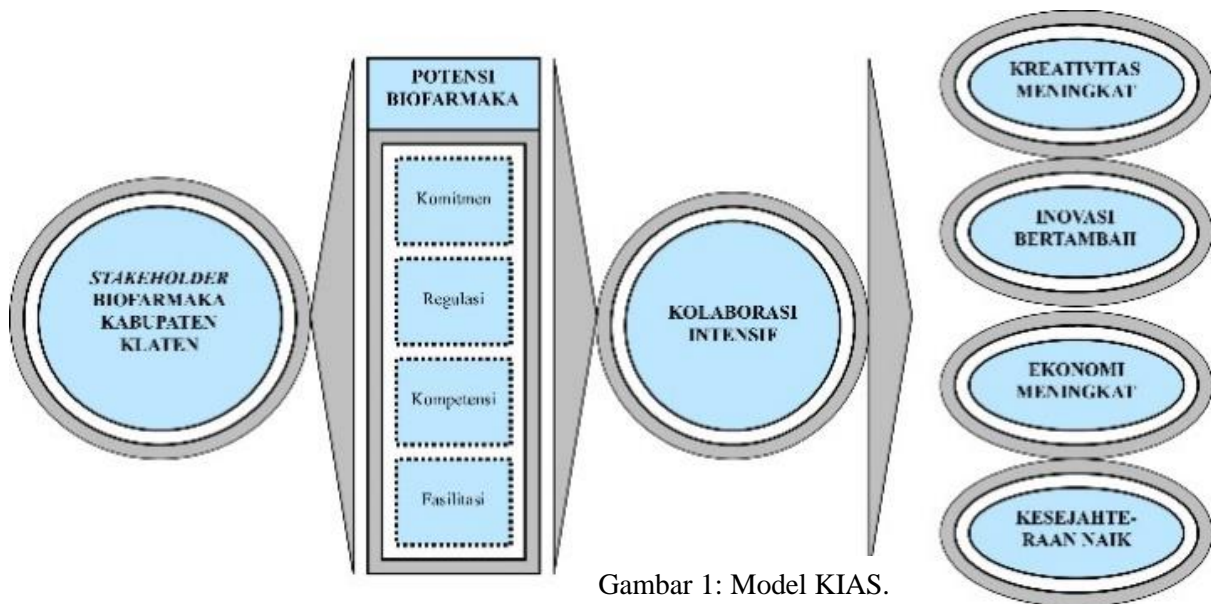 STAKEHOLDER
BIOFARMAKA
KABUPATEN
KLATEN
POTENSI
BIOFARMAKA
Komitmen
Regulasi
Kompetensi
Fasilitasi
KOLABORASI
INTENSIF
KREATIVITAS
MENINGKAT
INOVASI
BERTAMBAH
EKONOMI
MENINGKAT
KESEJAHTE-
RAAN NAIK
Gambar 1: Model KIAS.